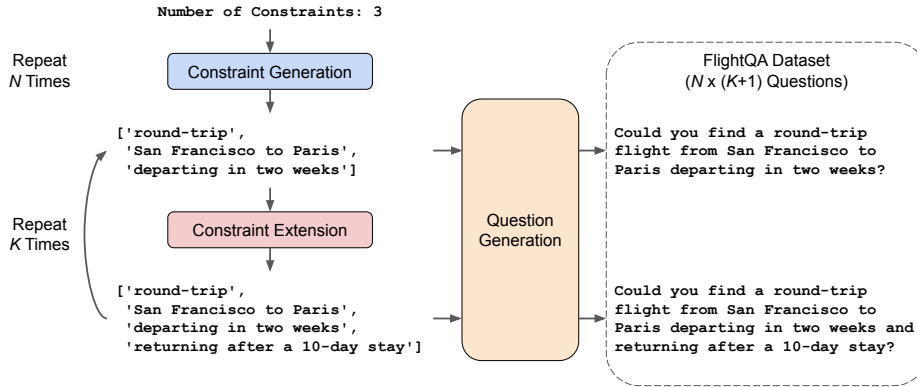 Number of Constraints: 3
Repeat
N Times
Constraint Generation
['round-trip',
'San Francisco to Paris',
'departing in two weeks']
Repeat
K Times
Constraint Extension
['round-trip',
'San Francisco to Paris',
'departing in two weeks',
'returning after a 10-day stay']
Question
Generation
FlightQA Dataset
(N x (K+1) Questions)
Could you find a round-trip
flight from San Francisco to
Paris departing in two weeks?
Could you find a round-trip
flight from San Francisco to
Paris departing in two weeks and
returning after a 10-day stay?